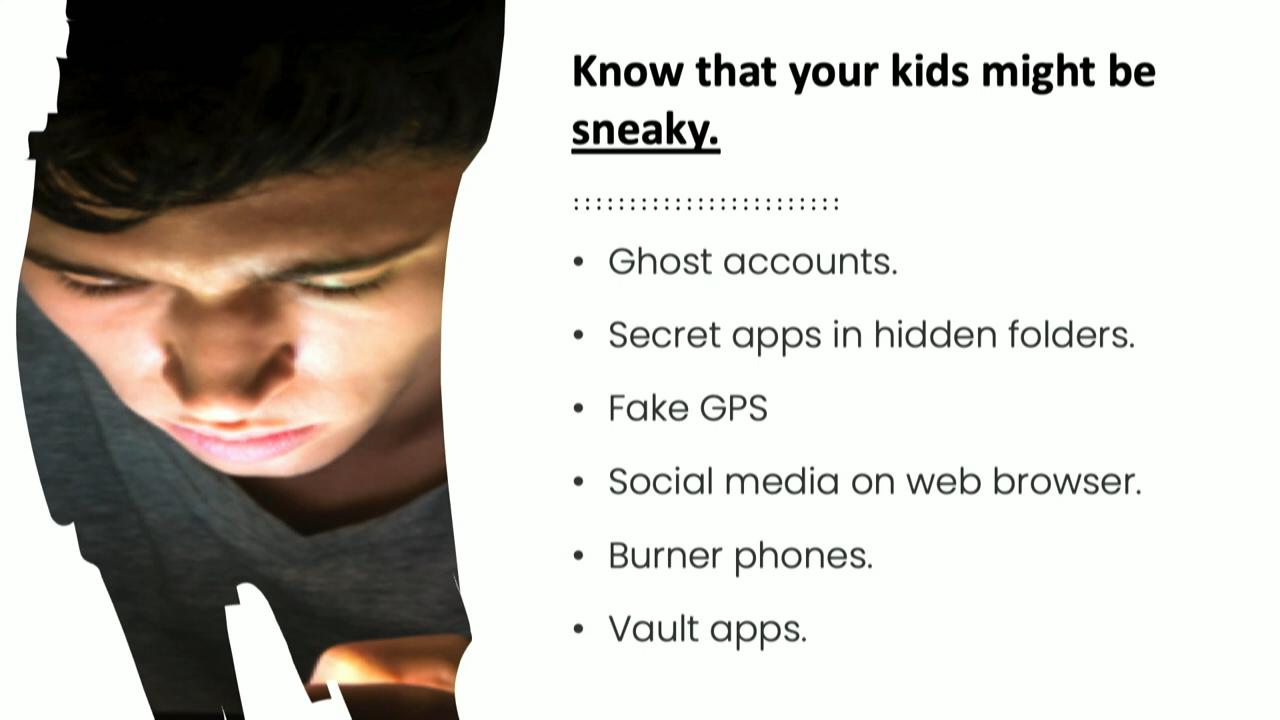 Know that your kids might be
sneaky.
• Ghost accounts.
• Secret apps in hidden folders.
• Fake GPS
• Social media on web browser.
• Burner phones.
• Vault apps.